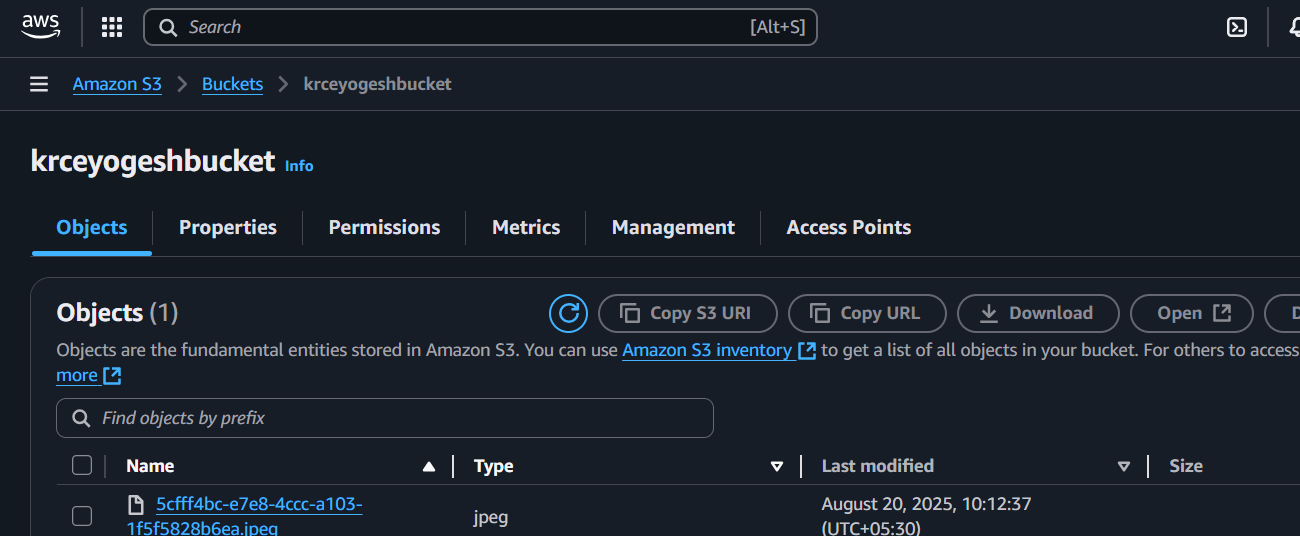 aws
Search [Alt+S]
Amazon S3 Buckets krceyogeshbucket
krceyogeshbucket Info
Objects Properties Permissions Metrics Management Access Points
Objects (1) Copy S3 URI Copy URL Download Open D
Objects are the fundamental entities stored in Amazon S3. You can use Amazon S3 inventory to get a list of all objects in your bucket. For others to access
more
Find objects by prefix
Name Type Last modified Size
5cfff4bc-e7e8-4ccc-a103- August 20, 2025, 10:12:37
1f5f5828b6ea.jpeg jpeg (UTC+05:30)